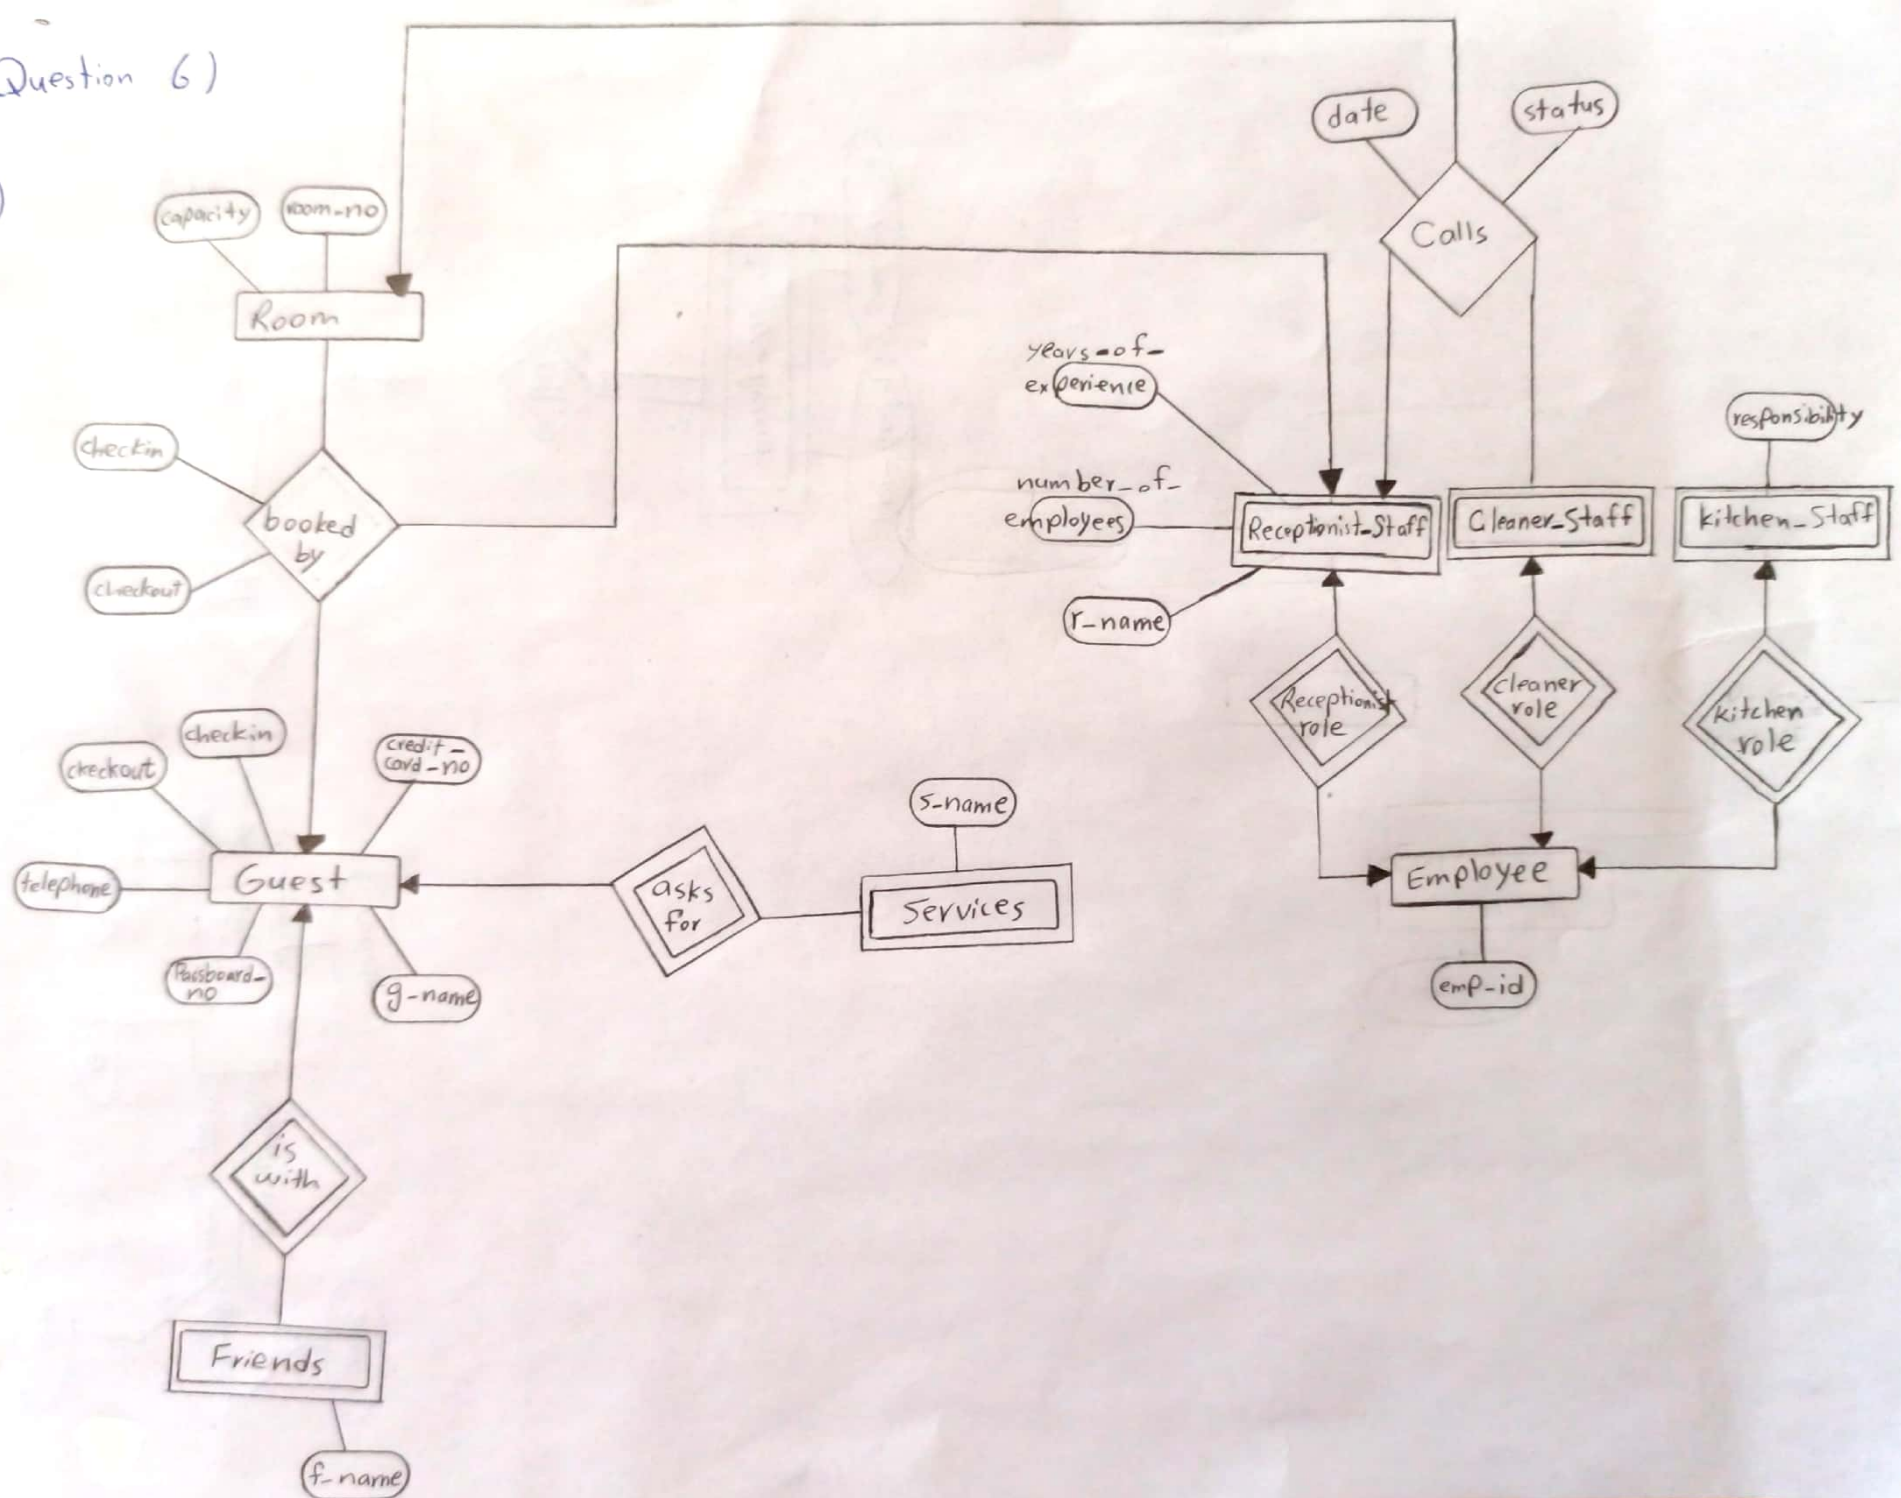 Question 6)
)
date
status
capacity
room-no
Calls
Room
years-of-
experience
responsibility
checkin
number-of-
employees
booked
by
Receptionist-Staff
Cleaner-Staff
kitchen-Staff
checkout
r-name
Receptionist
role
cleaner
role
kitchen
role
checkin
ckeckout
credit-
card-no
s-name
telephone
Guest
asks
for
Services
Employee
Passboard-
no
g-name
emp-id
is
with
Friends
f-name